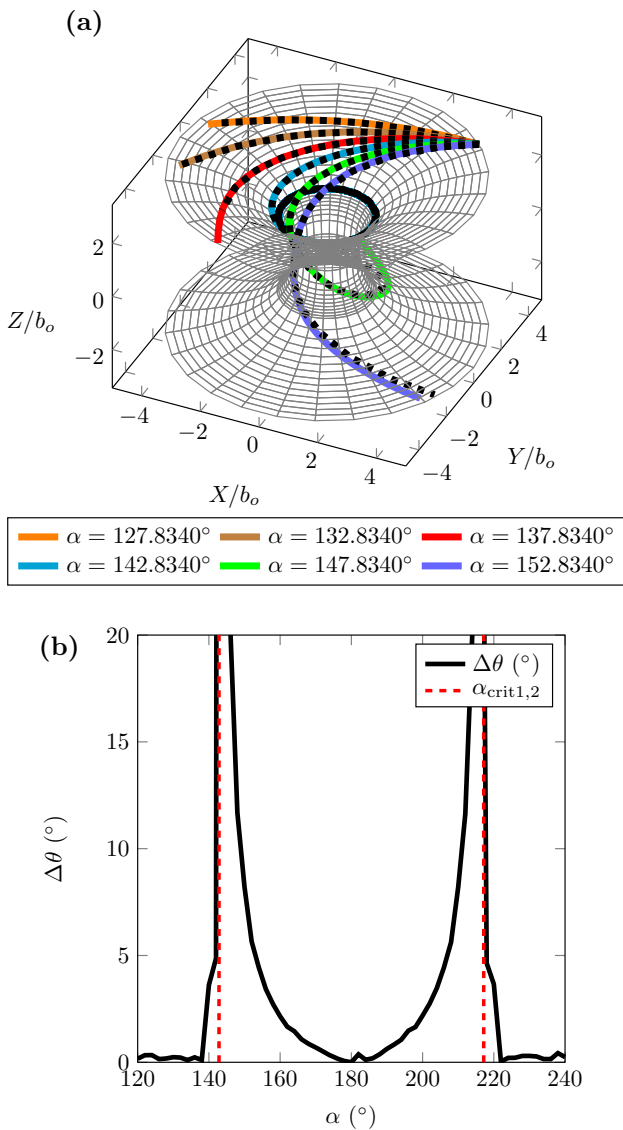 (a)
2
0
−2
Z/b_o
−4
−2
0
2
4
X/b_o
−4
−2
0
2
4
Y/b_o
α = 127.8340° α = 132.8340° α = 137.8340°
α = 142.8340° α = 147.8340° α = 152.8340°
(b)
20
15
10
5
0
Δθ (°)
Δθ (°)
α_crit1,2
120 140 160 180 200 220 240
α (°)